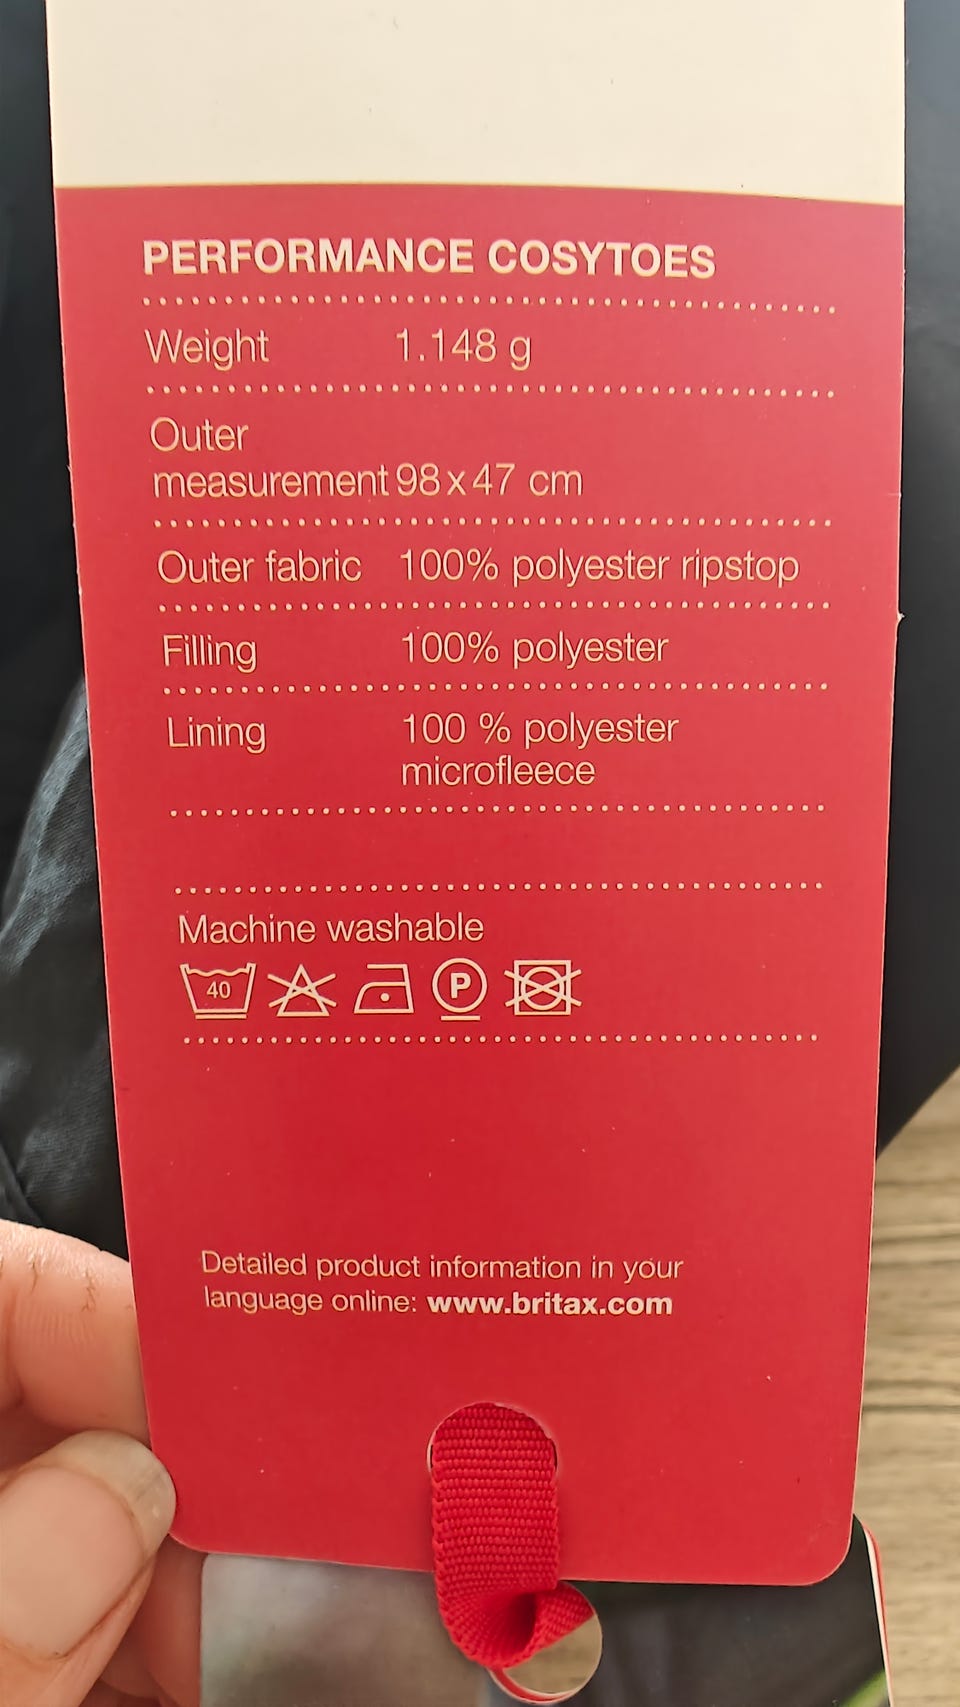 PERFORMANCE COSYTOES
Weight 1.148 g
Outer
measurement 98 x 47 cm
Outer fabric 100% polyester ripstop
Filling 100% polyester
Lining 100 % polyester
microfleece
Machine washable
40 P
Detailed product information in your
language online: www.britax.com